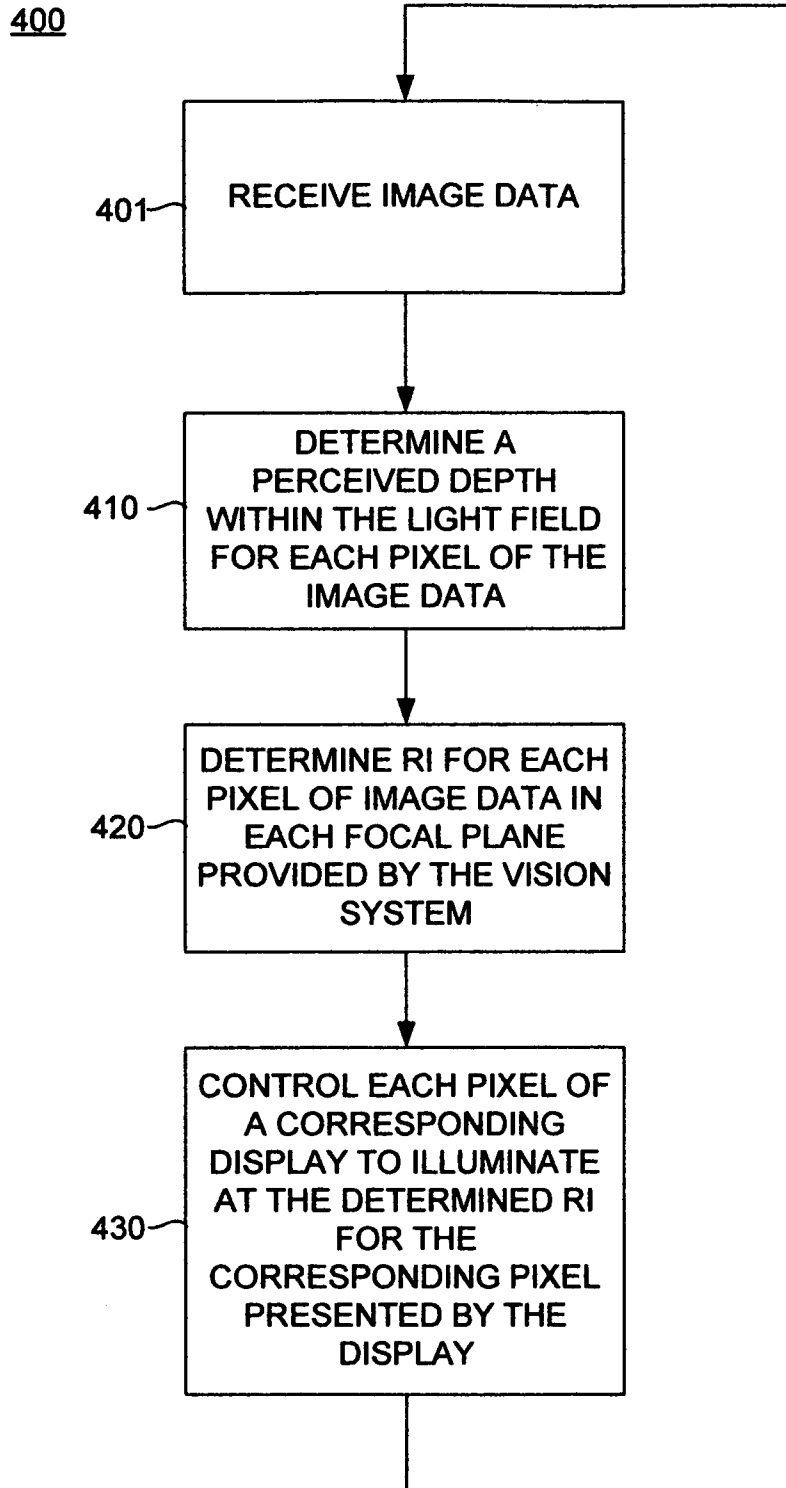 400
RECEIVE IMAGE DATA
401
DETERMINE A
PERCEIVED DEPTH
WITHIN THE LIGHT FIELD
FOR EACH PIXEL OF THE
IMAGE DATA
410
DETERMINE RI FOR EACH
PIXEL OF IMAGE DATA IN
EACH FOCAL PLANE
PROVIDED BY THE VISION
SYSTEM
420
CONTROL EACH PIXEL OF
A CORRESPONDING
DISPLAY TO ILLUMINATE
AT THE DETERMINED RI
FOR THE
CORRESPONDING PIXEL
PRESENTED BY THE
DISPLAY
430